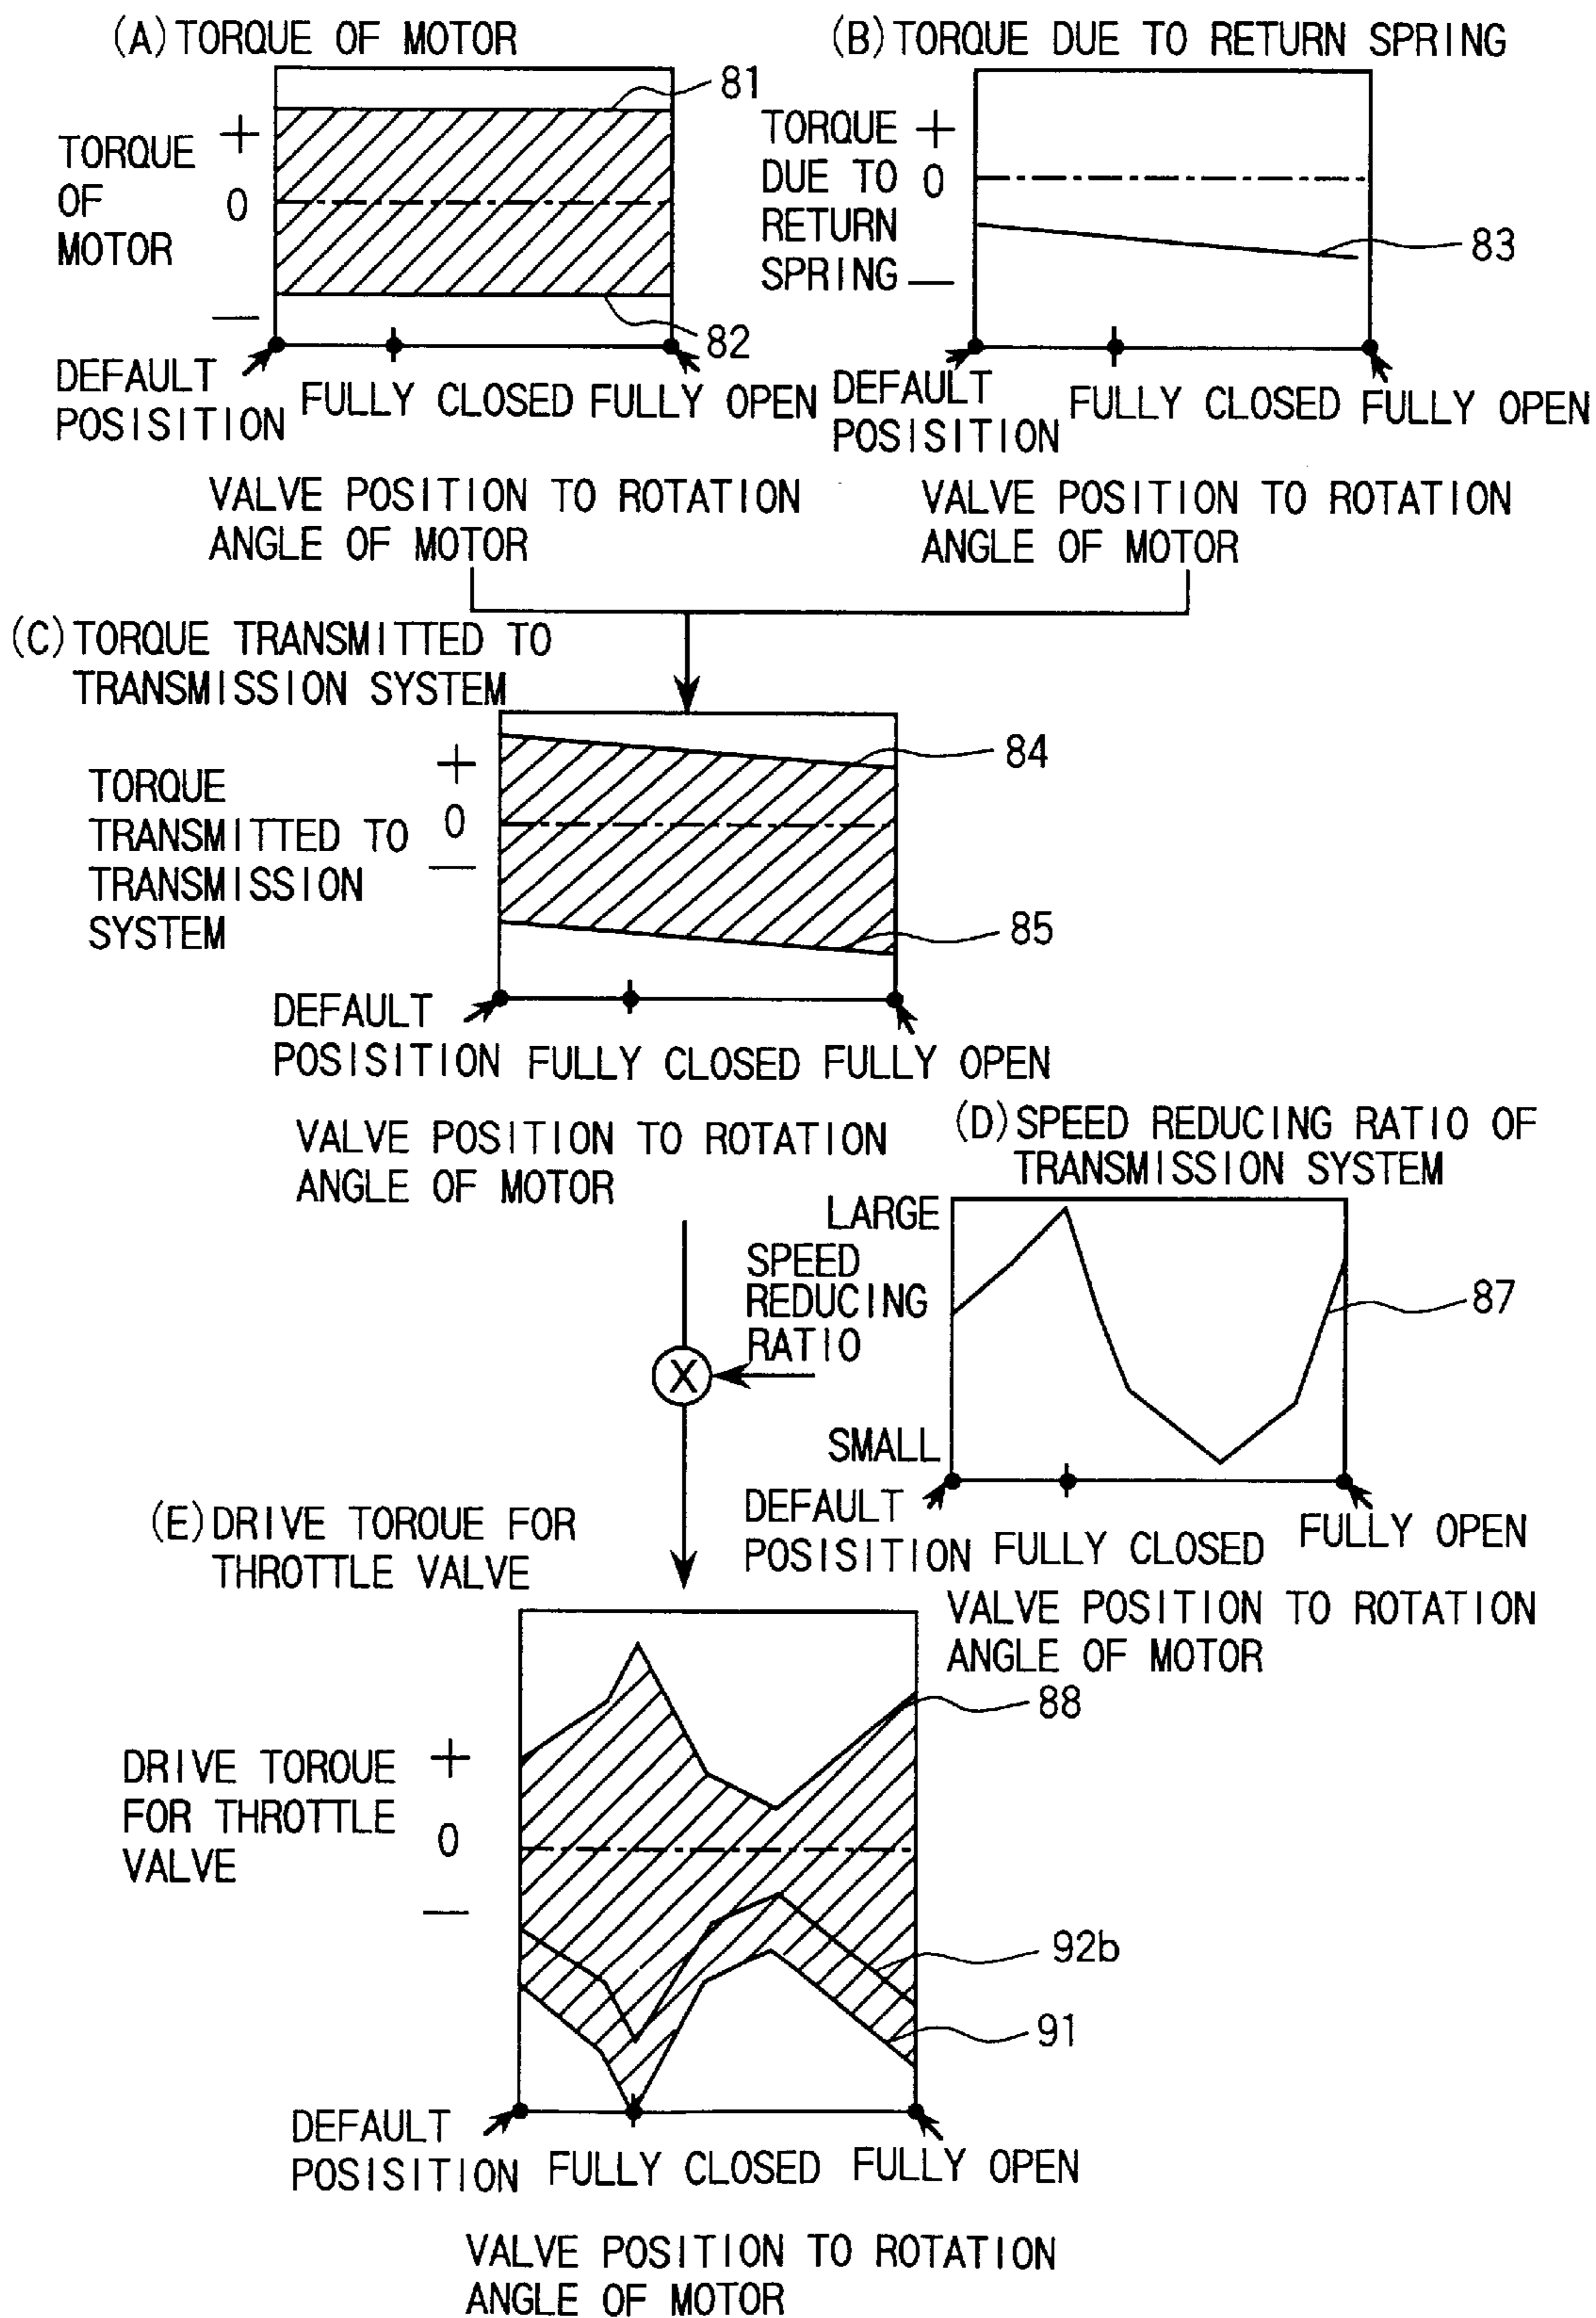 (A)TORQUE OF MOTOR
81
+
TORQUE
OF
MOTOR
0
—
82
DEFAULT
POSISITION
FULLY CLOSED
FULLY OPEN
VALVE POSITION TO ROTATION
ANGLE OF MOTOR
(B)TORQUE DUE TO RETURN SPRING
TORQUE +
DUE TO 0
RETURN
SPRING —
83
DEFAULT
POSISITION
FULLY CLOSED
FULLY OPEN
VALVE POSITION TO ROTATION
ANGLE OF MOTOR
(C)TORQUE TRANSMITTED TO
TRANSMISSION SYSTEM
84
+
TORQUE
TRANSMITTED TO
TRANSMISSION
SYSTEM
0
—
85
DEFAULT
POSISITION
FULLY CLOSED
FULLY OPEN
VALVE POSITION TO ROTATION
ANGLE OF MOTOR
(D)SPEED REDUCING RATIO OF
TRANSMISSION SYSTEM
LARGE
SPEED
REDUCING
RATIO
87
X
SMALL
DEFAULT
POSISITION
FULLY CLOSED
FULLY OPEN
VALVE POSITION TO ROTATION
ANGLE OF MOTOR
(E)DRIVE TOROUE FOR
THROTTLE VALVE
88
DRIVE TOROUE
FOR THROTTLE
VALVE
+
0
—
92b
91
DEFAULT
POSISITION
FULLY CLOSED
FULLY OPEN
VALVE POSITION TO ROTATION
ANGLE OF MOTOR